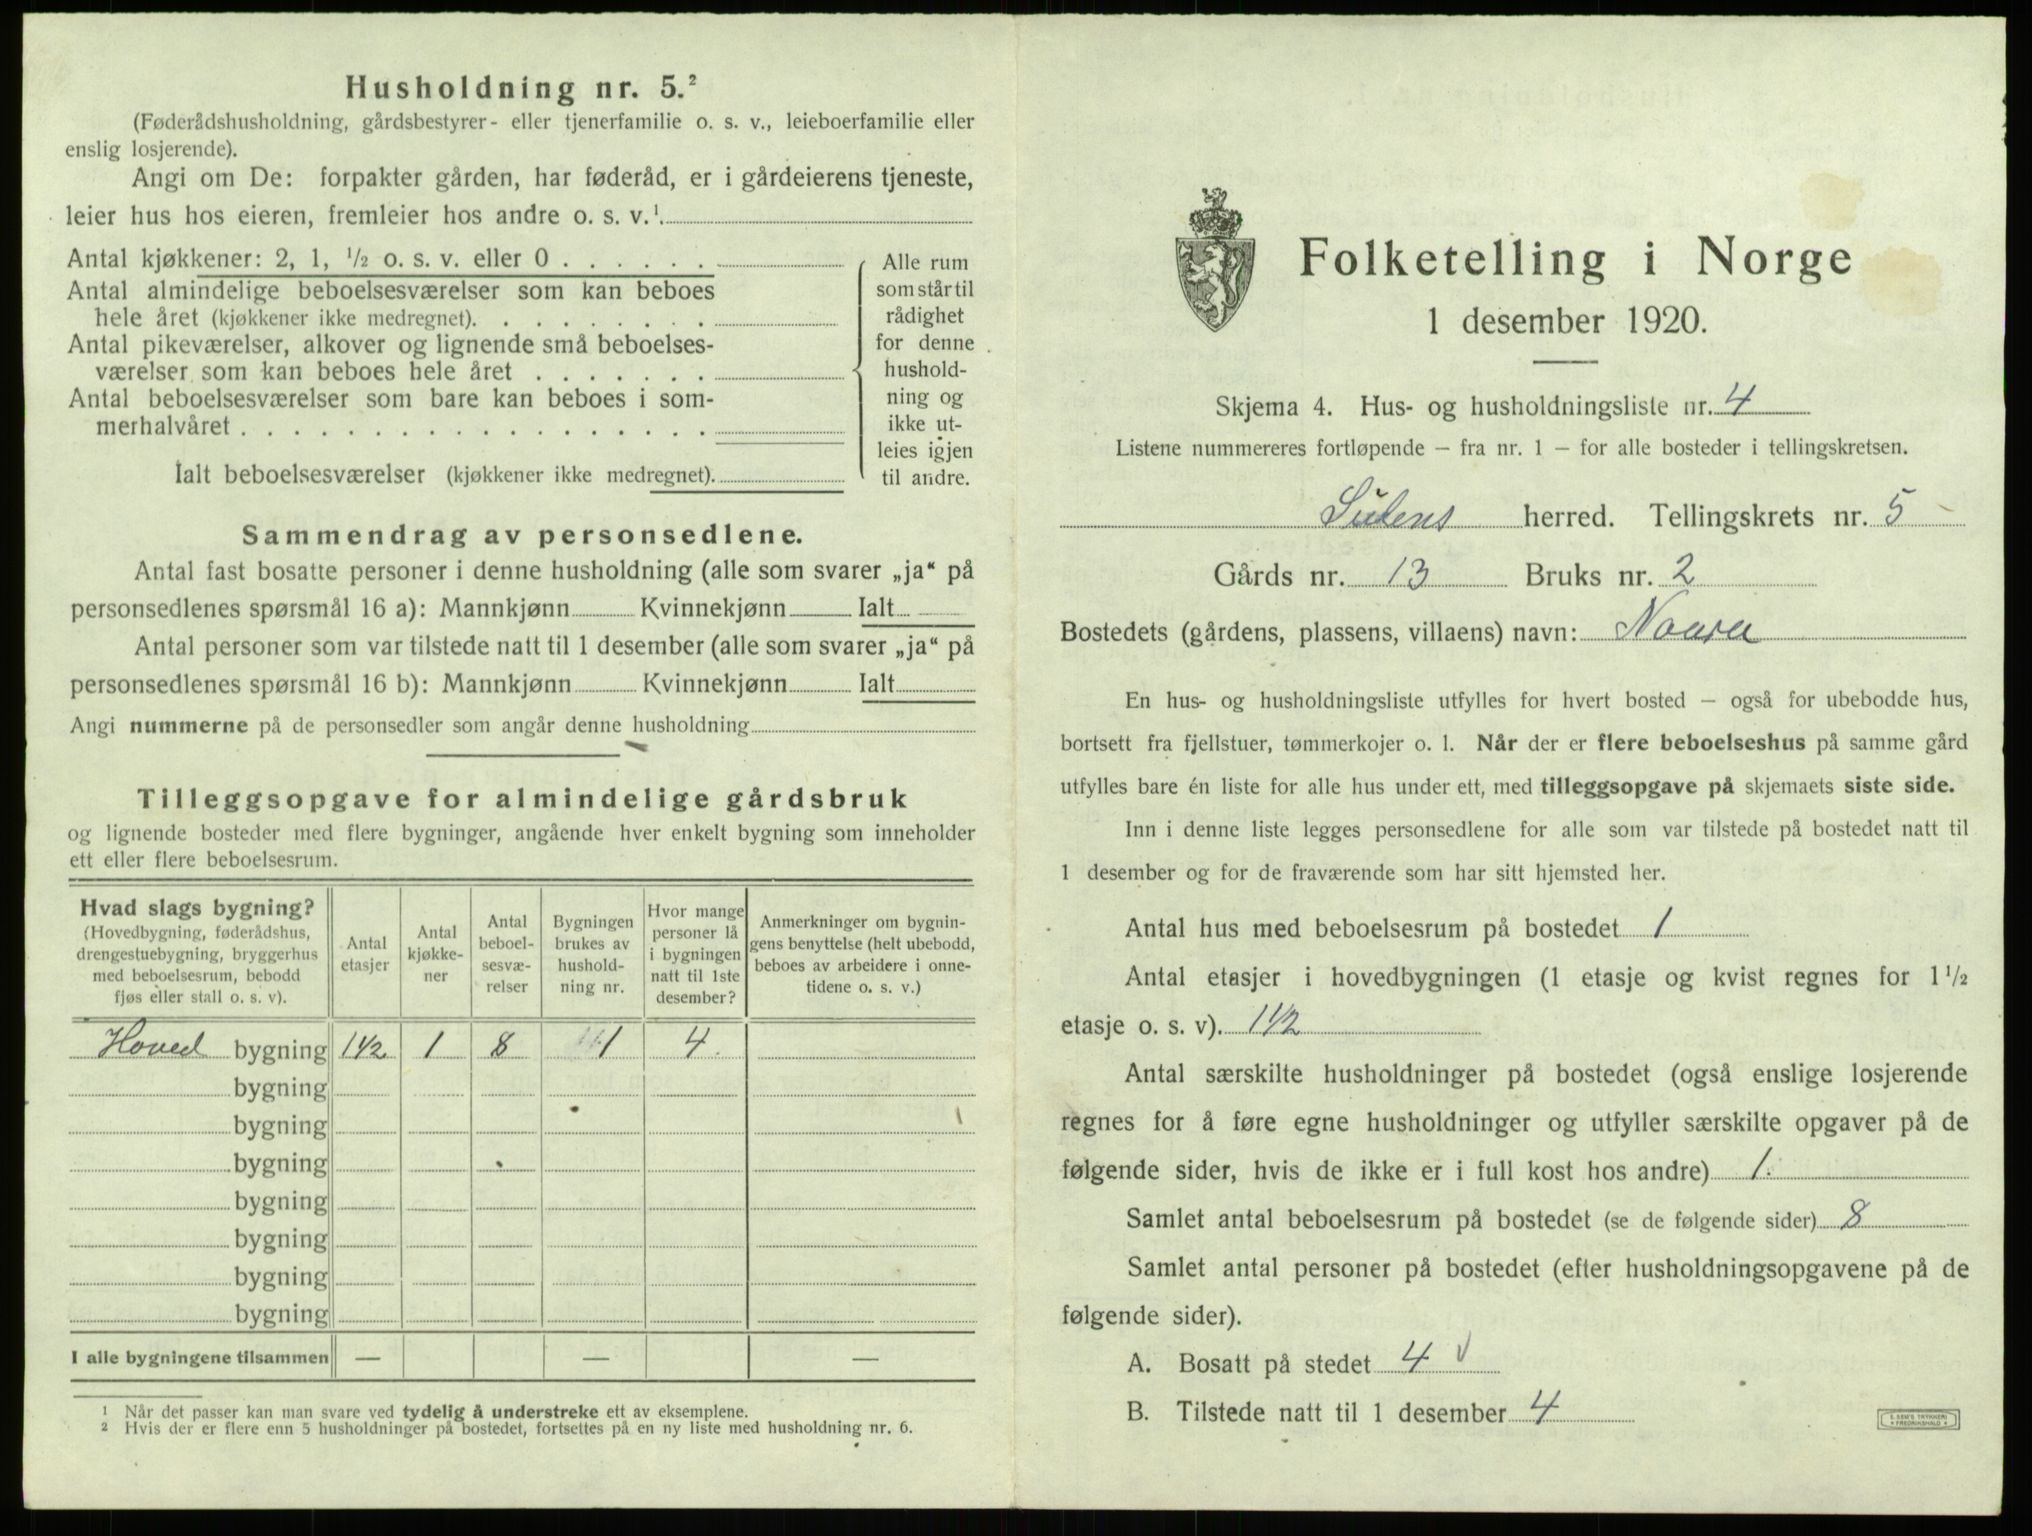 Husholdning nr. 5.²
(Føderådshusholdning, gårdsbestyrer- eller tjenerfamilie o. s. v., leieboerfamilie eller
enslig losjerende).
Angi om De: forpakter gården, har føderåd, er i gårdeierens tjeneste,
leier hus hos eieren, fremleier hos andre o. s. v.¹
Antal kjøkkener: 2, 1, ½ o. s. v. eller 0
Antal almindelige beboelsesværelser som kan beboes
hele året (kjøkkener ikke medregnet).
Antal pikeværelser, alkover og lignende små beboelses-
værelser som kan beboes hele året
Antal beboelsesværelser som bare kan beboes i som-
merhalvåret
Ialt beboelsesværelser (kjøkkener ikke medregnet).
Alle rum
som står til
rådighet
for denne
hushold-
ning og
ikke ut-
leies igjen
til andre.
Sammendrag av personsedlene.
Antal fast bosatte personer i denne husholdning (alle som svarer „ja“ på
personsedlenes spørsmål 16 a): Mannkjønn Kvinnekjønn Ialt
Antal personer som var tilstede natt til 1 desember (alle som svarer „ja“ på
personsedlenes spørsmål 16 b): Mannkjønn Kvinnekjønn Ialt
Angi nummerne på de personsedler som angår denne husholdning
Tilleggsopgave for almindelige gårdsbruk
og lignende bosteder med flere bygninger, angående hver enkelt bygning som inneholder
ett eller flere beboelsesrum.
Hvad slags bygning?
(Hovedbygning, føderådshus,
drengestuebygning, bryggerhus
med beboelsesrum, bebodd
fjøs eller stall o. s. v).
Antal
etasjer
Antal
kjøkke-
ner
Antal
beboel-
sesvæ-
relser
Bygningen
brukes av
hushold-
ning nr.
Hvor mange
personer lå
i bygningen
natt til 1ste
desember?
Anmerkninger om bygnin-
gens benyttelse (helt ubebodd,
beboes av arbeidere i onne-
tidene o. s. v.)
Hoved bygning 1 1/2 1 8 1 4
bygning
bygning
bygning
bygning
bygning
bygning
bygning
I alle bygningene tilsammen — — —
¹ Når det passer kan man svare ved tydelig å understreke ett av eksemplene.
² Hvis der er flere enn 5 husholdninger på bostedet, fortsettes på en ny liste med husholdning nr. 6.
Folketelling i Norge
1 desember 1920.
Skjema 4. Hus- og husholdningsliste nr. 4
Listene nummereres fortløpende – fra nr. 1 – for alle bosteder i tellingskretsen.
Sulens herred. Tellingskrets nr. 5
Gårds nr. 13 Bruks nr. 2
Bostedets (gårdens, plassens, villaens) navn:
En hus- og husholdningsliste utfylles for hvert bosted – også for ubebodde hus,
bortsett fra fjellstuer, tømmerkojer o. l. Når der er flere beboelseshus på samme gård
utfylles bare én liste for alle hus under ett, med tilleggsopgave på skjemaets siste side.
Inn i denne liste legges personsedlene for alle som var tilstede på bostedet natt til
1 desember og for de fraværende som har sitt hjemsted her.
Antal hus med beboelsesrum på bostedet 1
Antal etasjer i hovedbygningen (1 etasje og kvist regnes for 1 ½
etasje o. s. v). 1 1/2
Antal særskilte husholdninger på bostedet (også enslige losjerende
regnes for å føre egne husholdninger og utfyller særskilte opgaver på de
følgende sider, hvis de ikke er i full kost hos andre) 1.
Samlet antal beboelsesrum på bostedet (se de følgende sider) 8
Samlet antal personer på bostedet (efter husholdningsopgavene på de
følgende sider).
A. Bosatt på stedet 4 √
B. Tilstede natt til 1 desember 4
E. SEM'S TRYKKERI
* FREDRIKSHALD *